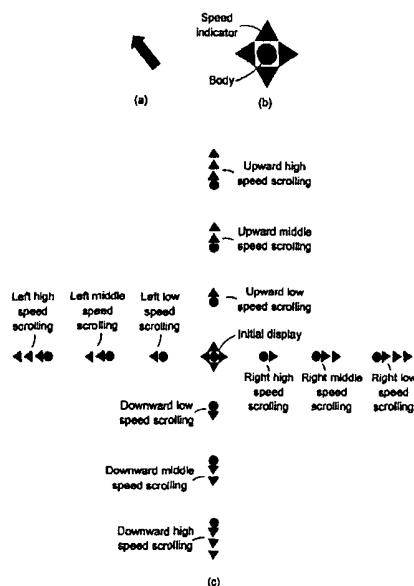 Speed
indicator
Body
(a)
(b)
Upward high
speed scrolling
Upward middle
speed scrolling
Left high
speed
scrolling
Left middle
speed
scrolling
Left low
speed
scrolling
Upward low
speed scrolling
Initial display
Right high
speed
scrolling
Right middle
speed
scrolling
Right low
speed
scrolling
Downward low
speed scrolling
Downward middle
speed scrolling
Downward high
speed scrolling
(c)